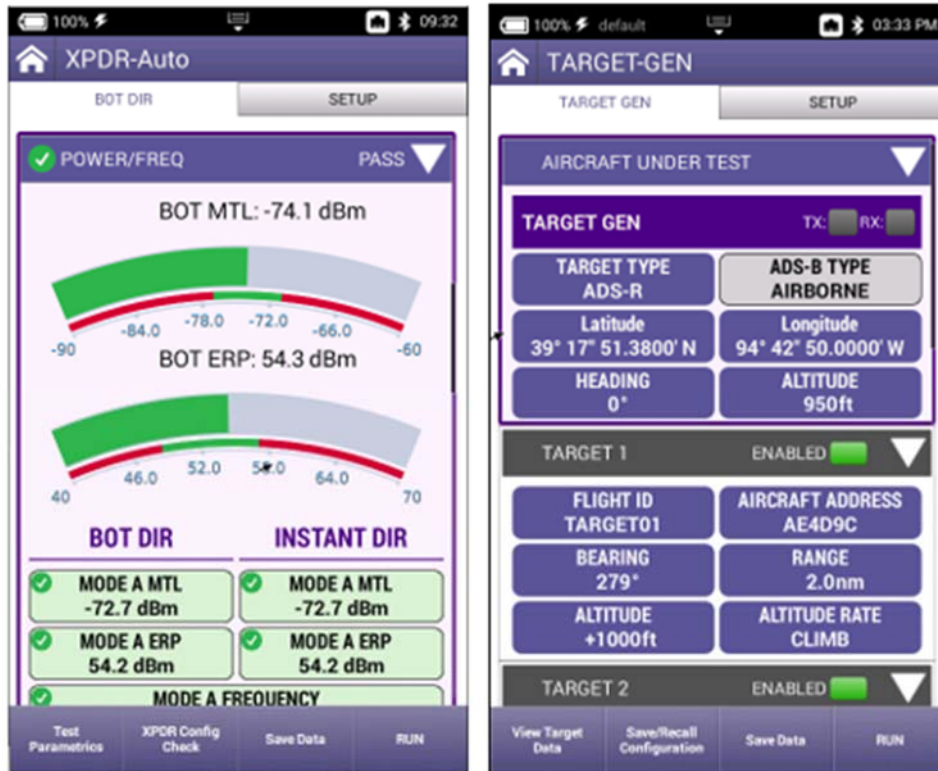 100%
09:32
XPDR-Auto
BOT DIR
SETUP
POWER/FREQ
PASS
BOT MTL: -74.1 dBm
-90
-84.0
-78.0
-72.0
-66.0
-60
BOT ERP: 54.3 dBm
40
46.0
52.0
64.0
70
BOT DIR
INSTANT DIR
MODE A MTL
-72.7 dBm
MODE A MTL
-72.7 dBm
MODE A ERP
54.2 dBm
MODE A ERP
54.2 dBm
MODE A FREQUENCY
Test
Parametrics
XPDR Config
Check
Save Data
RUN
100%
default
03:33 PM
TARGET-GEN
TARGET GEN
SETUP
AIRCRAFT UNDER TEST
TARGET GEN
TX:
RX:
TARGET TYPE
ADS-R
ADS-B TYPE
AIRBORNE
Latitude
39° 17" 51.3800' N
Longitude
94° 42" 50.0000' W
HEADING
0°
ALTITUDE
950ft
TARGET 1
ENABLED
FLIGHT ID
TARGET01
AIRCRAFT ADDRESS
AE4D9C
BEARING
279°
RANGE
2.0nm
ALTITUDE
+1000ft
ALTITUDE RATE
CLIMB
TARGET 2
ENABLED
View Target
Data
Save/Recall
Configuration
Save Data
RUN